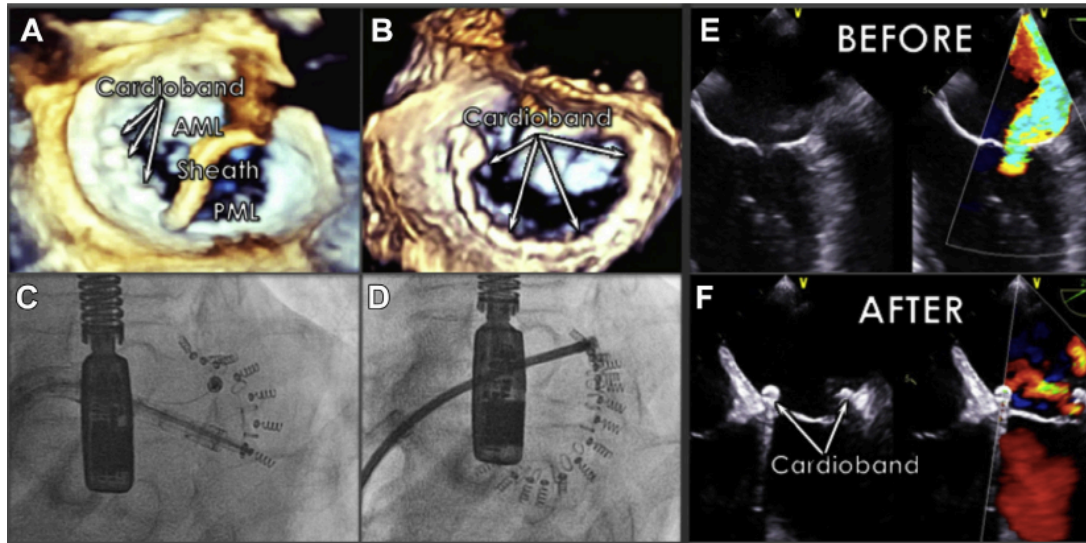 A
Cardioband
AML
Sheath
PML
B
Cardioband
C
D
E
BEFORE
V
V
F
AFTER
V
V
Cardioband